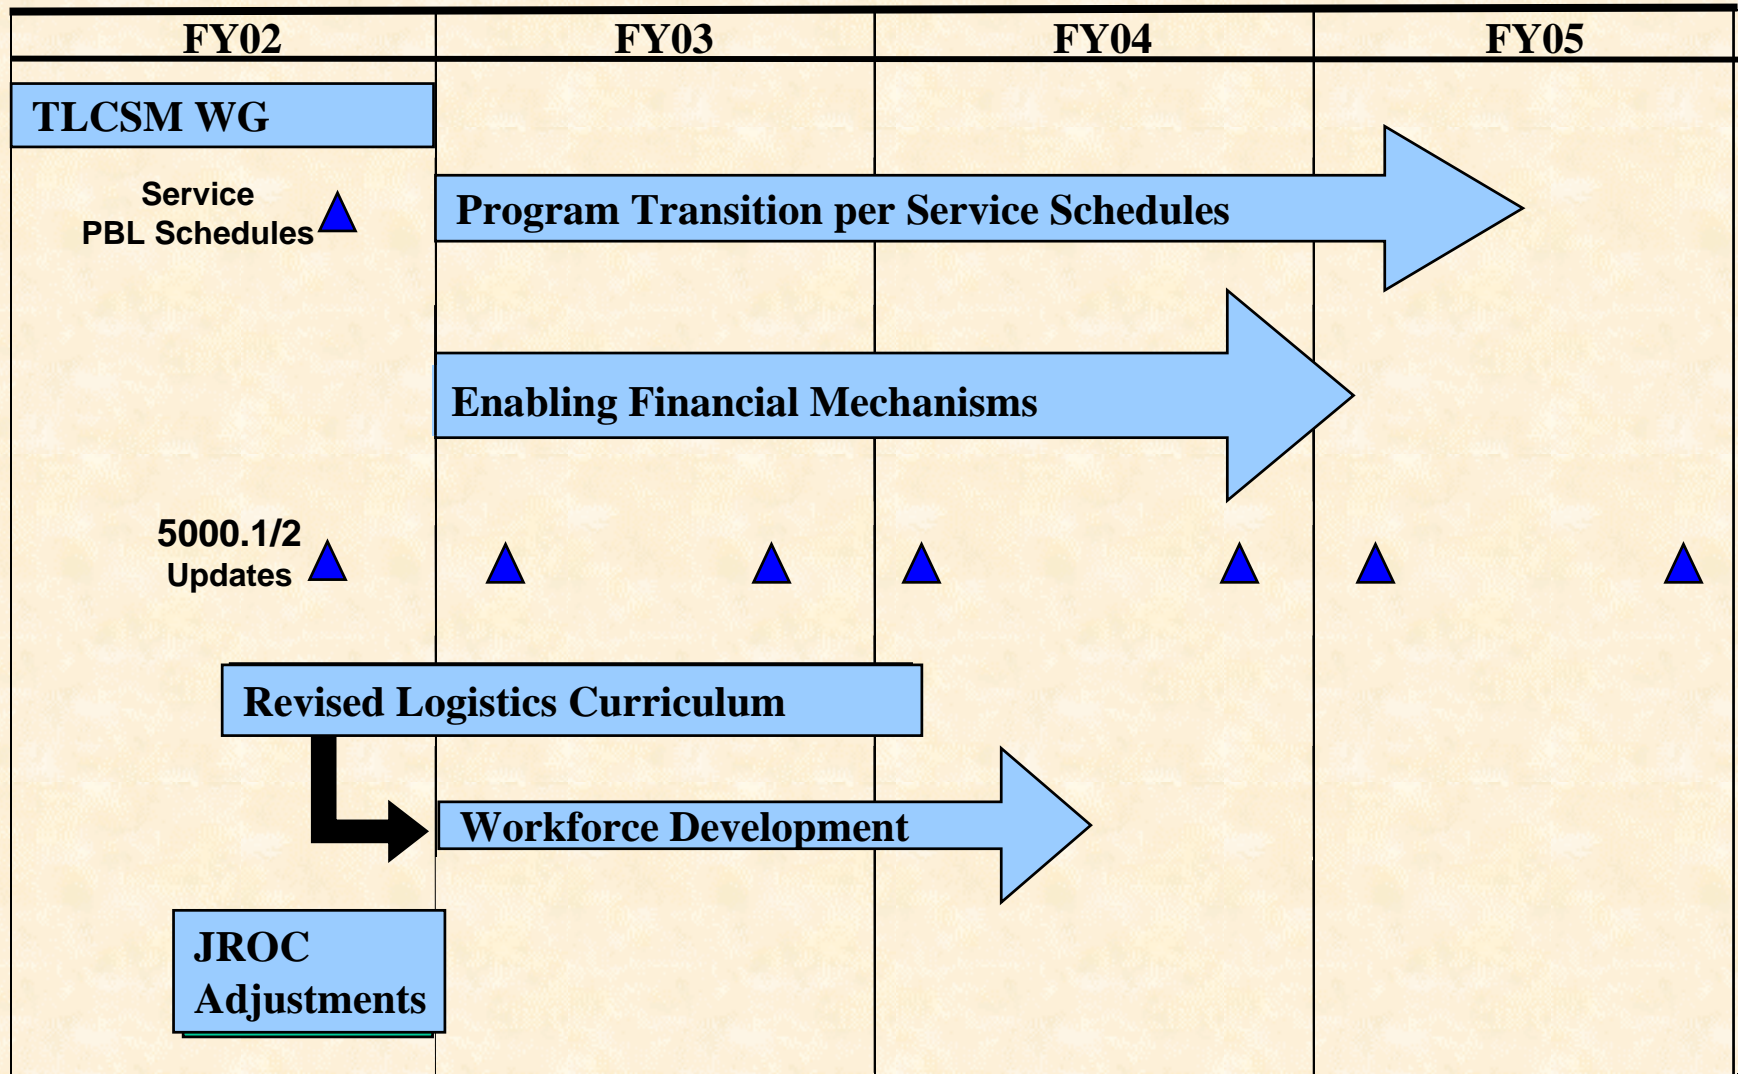 FY02
FY03
FY04
FY05
TLCSM WG
Service
PBL Schedules
Program Transition per Service Schedules
Enabling Financial Mechanisms
5000.1/2
Updates
Revised Logistics Curriculum
Workforce Development
JROC
Adjustments